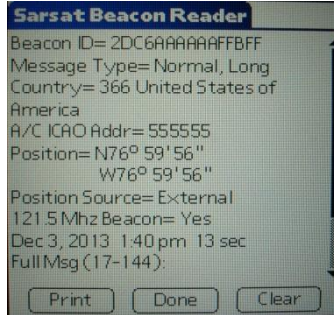 Sarsat Beacon Reader
Beacon ID= 2DC6AAAAAAFFBFF
Message Type= Normal, Long
Country= 366 United States of
America
A/C ICAO Addr= 555555
Position= N76° 59' 56"
W76° 59' 56"
Position Source= External
121.5 Mhz Beacon= Yes
Dec 3, 2013 1:40 pm 13 sec
Full Msg (17-144):
Print Done Clear